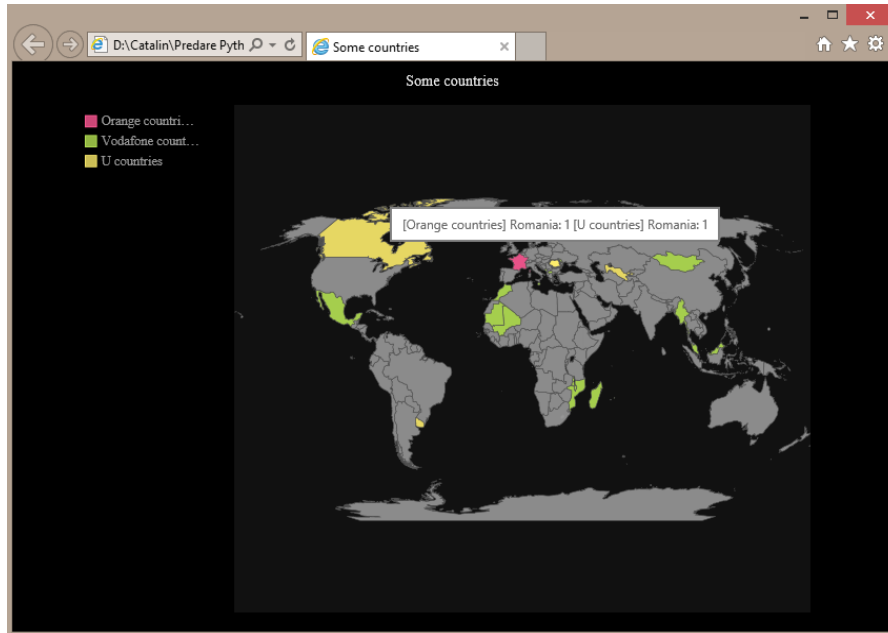 D:\Catalin\Predare Pyth
Some countries
Some countries
Orange countri...
Vodafone count...
U countries
[Orange countries] Romania: 1 [U countries] Romania: 1